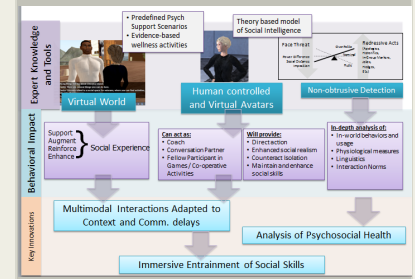 • Predefined Psych
Support Scenarios
• Evidence-based
wellness activities
Theory based model
of Social Intelligence
Expert Knowledge
and Tools
Face Threat
Redressive Acts
Virtual World
Human controlled
and Virtual Avatars
Non-obtrusive Detection
Behavioral Impact
Support
Augment
Reinforce
Enhance
Social Experience
Can act as:
• Coach
• Conversation Partner
• Fellow Participant in
Games / Co-operative
Activities
Will provide:
• Direct action
• Enhanced social realism
• Counteract Isolation
• Maintain and enhance
social skills
In-depth analysis of:
• In-world behaviors and
usage
• Physiological measures
• Linguistics
• Interaction Norms
Key Innovations
Multimodal Interactions Adapted to
Context and Comm. delays
Analysis of Psychosocial Health
Immersive Entrainment of Social Skills